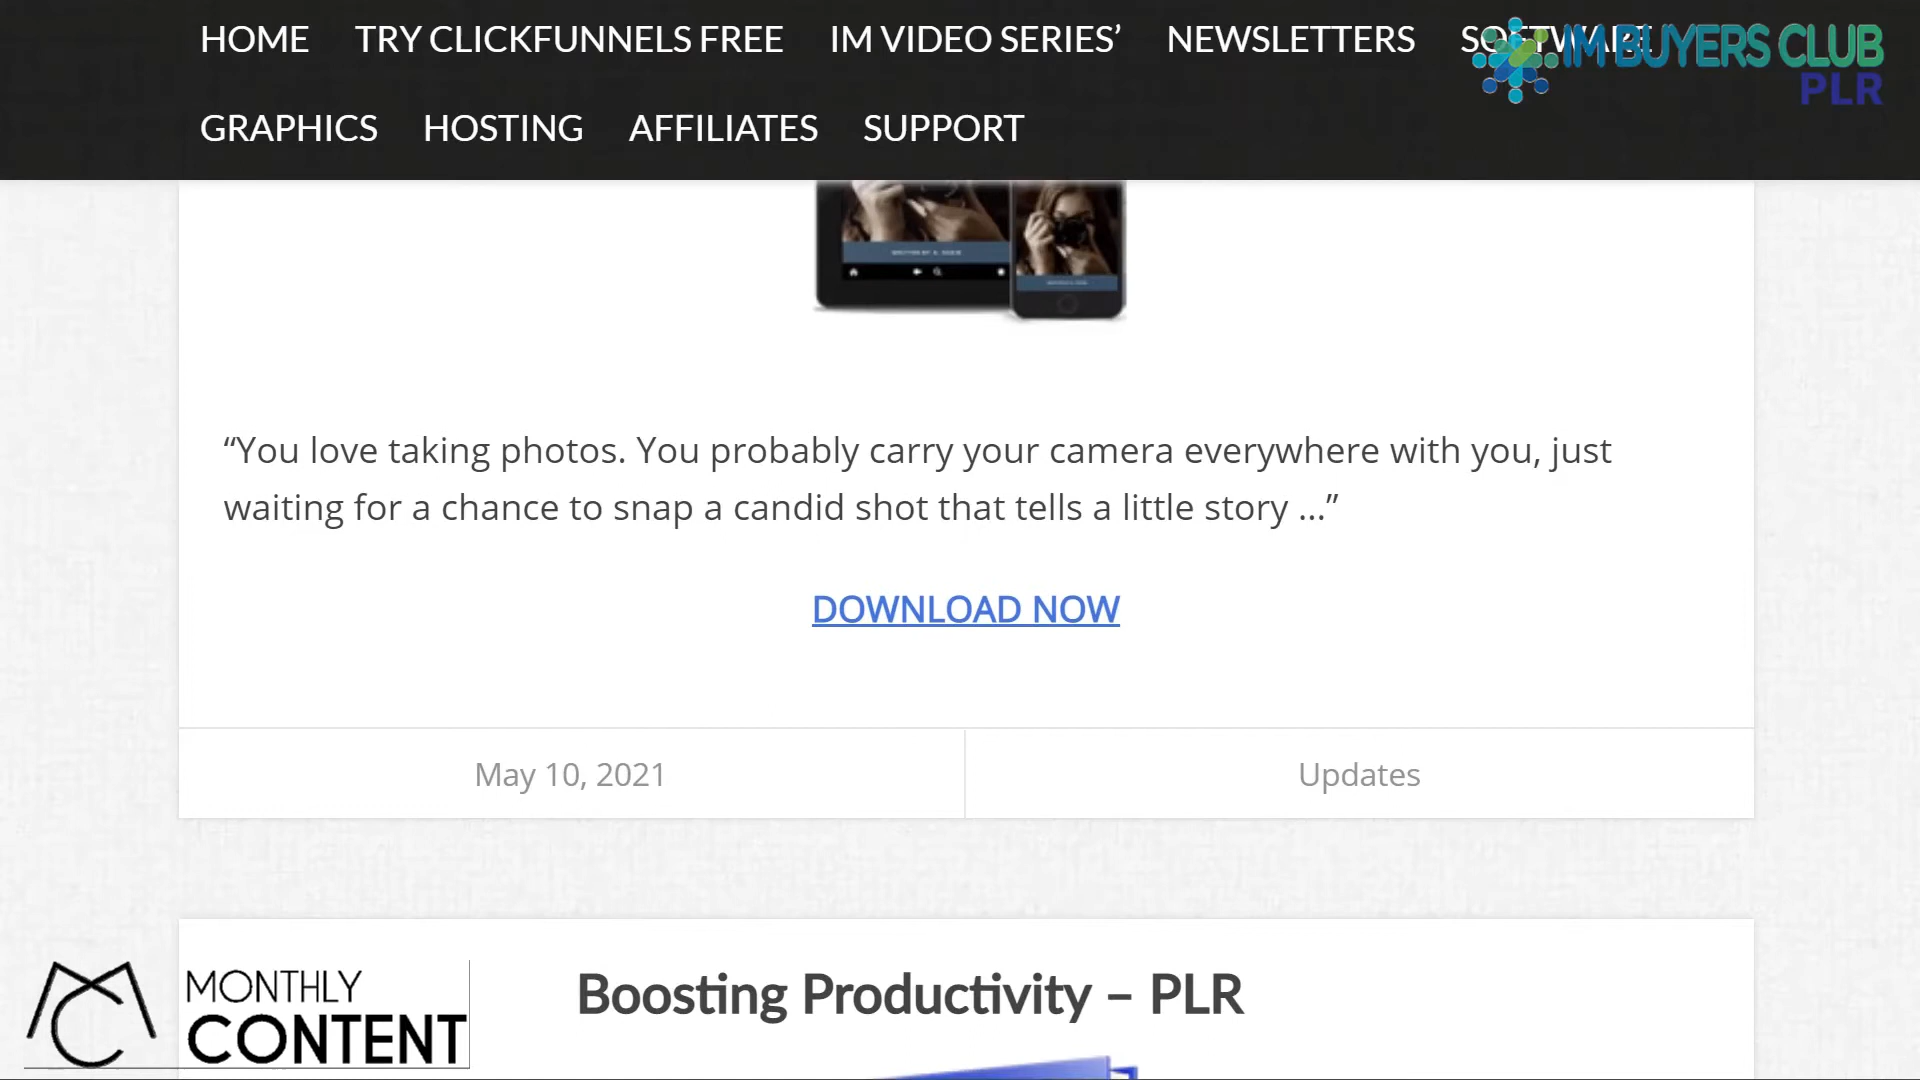 HOME TRY CLICKFUNNELS FREE IM VIDEO SERIES’ NEWSLETTERS SOFTWARE
IM BUYERS CLUB
PLR
GRAPHICS HOSTING AFFILIATES SUPPORT
“You love taking photos. You probably carry your camera everywhere with you, just
waiting for a chance to snap a candid shot that tells a little story ...”
DOWNLOAD NOW
May 10, 2021 Updates
MONTHLY
CONTENT
Boosting Productivity – PLR